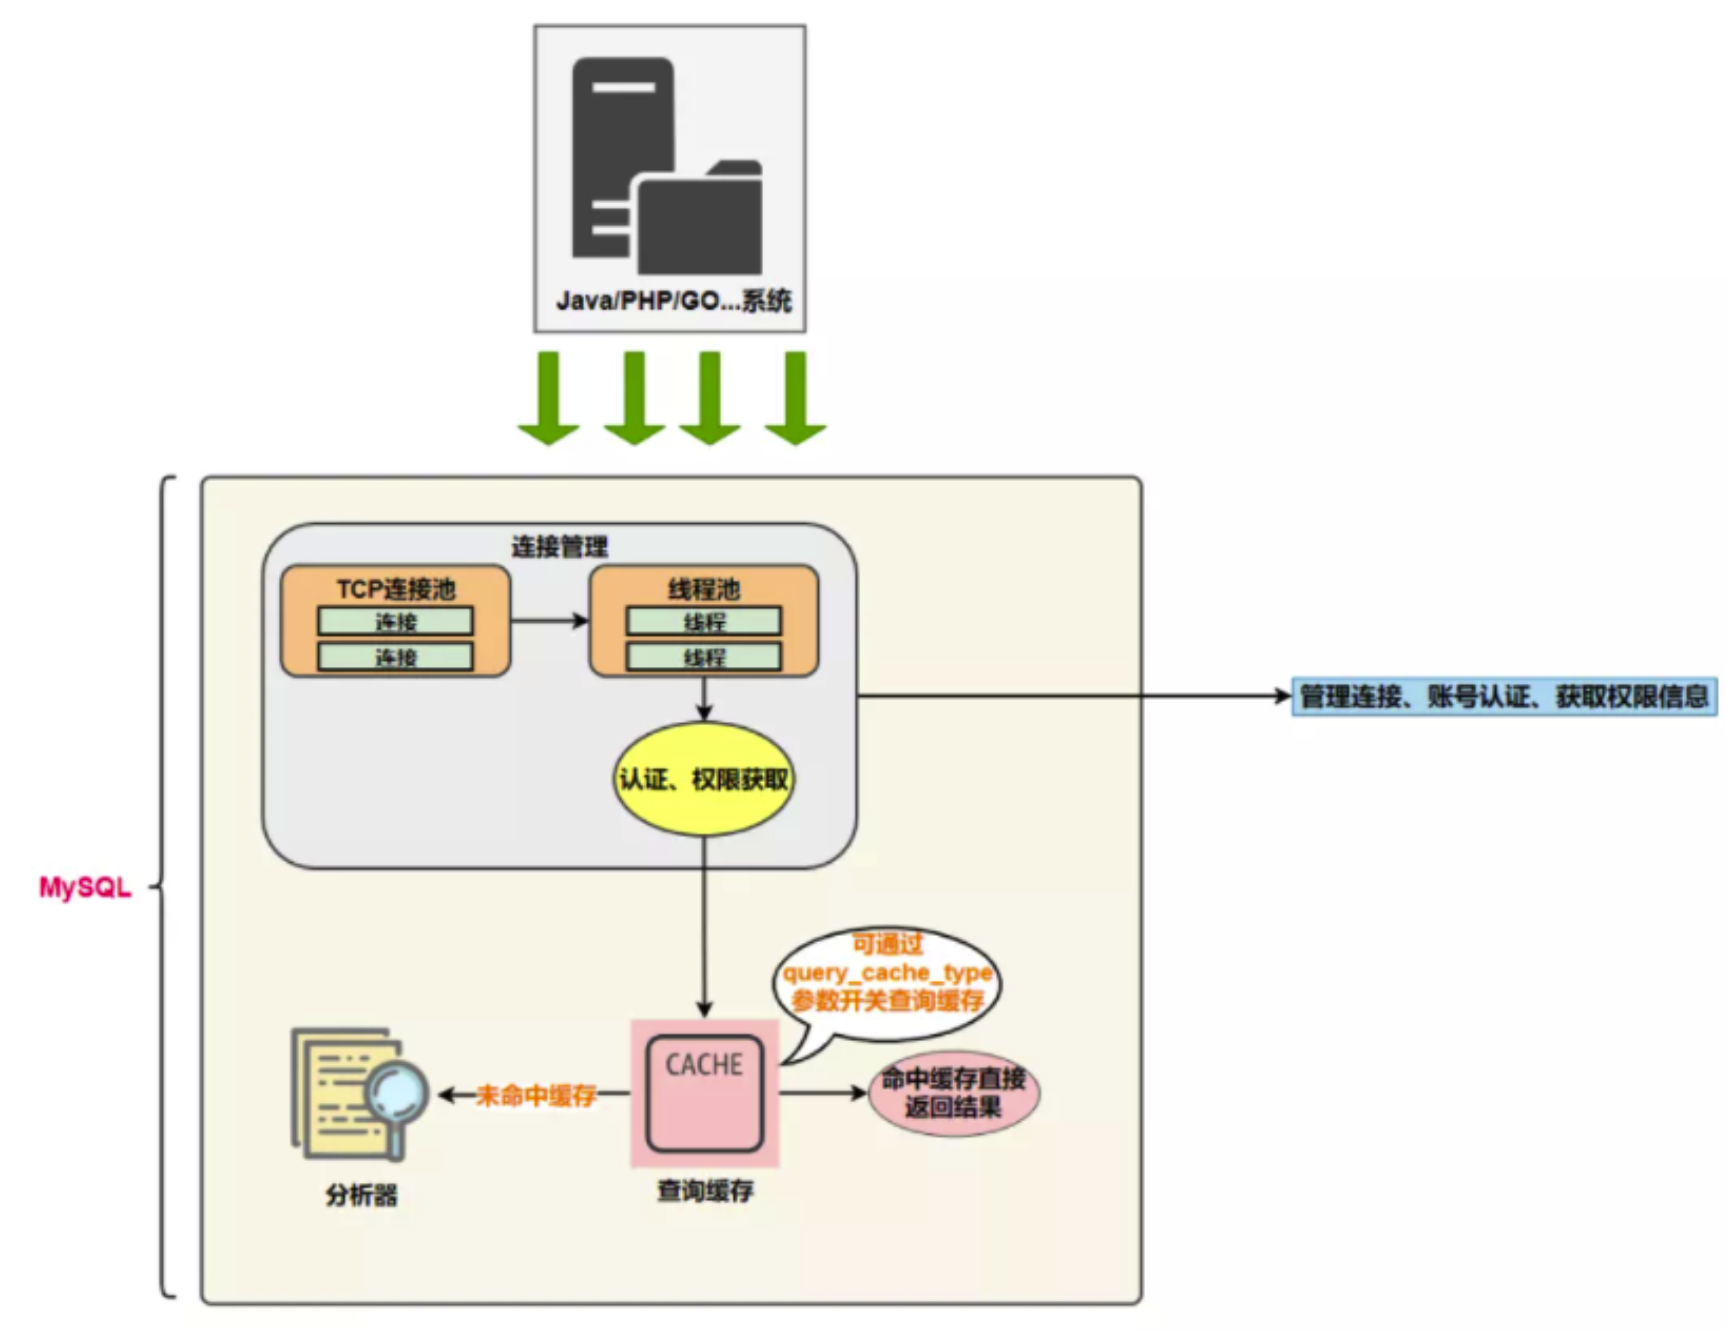 Java/PHP/GO...系统
连接管理
TCP连接池
连接
连接
线程池
线程
线程
认证、权限获取
管理连接、账号认证、获取权限信息
MySQL
可通过
query_cache_type
参数开关查询缓存
CACHE
查询缓存
未命中缓存
命中缓存直接
返回结果
分析器